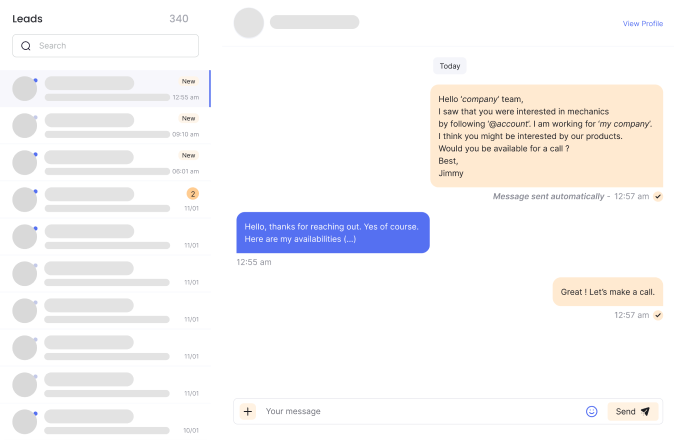 Leads 340
Search
New
12:55 am
New
09:10 am
New
06:01 am
2
11/01
11/01
11/01
11/01
11/01
11/01
10/01
View Profile
Today
Hello ‘company’ team,
I saw that you were interested in mechanics
by following ‘@account’. I am working for ‘my company’.
I think you might be interested by our products.
Would you be available for a call ?
Best,
Jimmy
Message sent automatically - 12:57 am
Hello, thanks for reaching out. Yes of course.
Here are my availabilities (...)
12:55 am
Great ! Let’s make a call.
12:57 am
Your message
Send